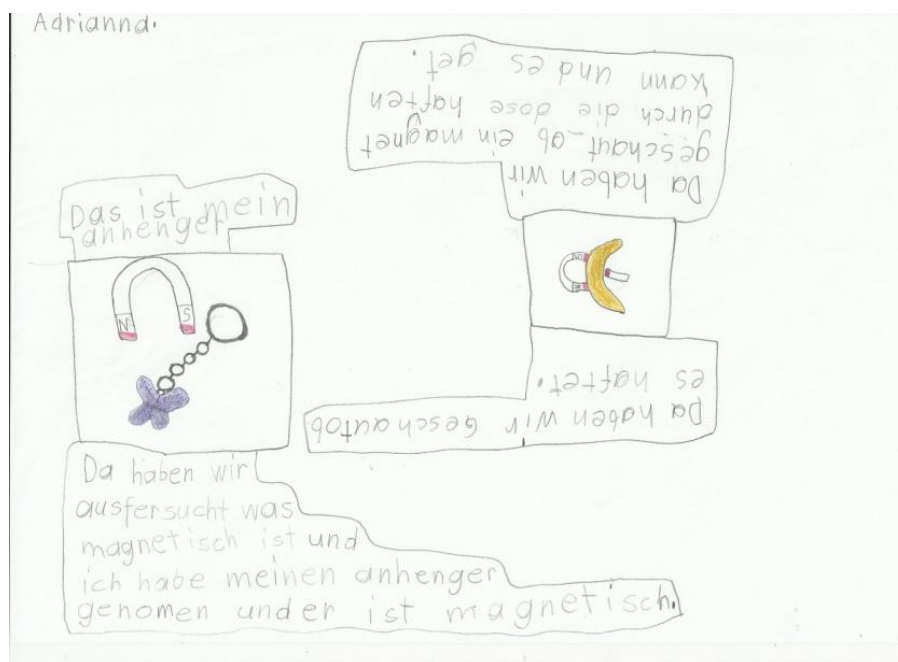 Adrianna.
Das ist mein
anhenger
N S
Da haben wir
ausfersucht was
magnetisch ist und
ich habe meinen anhenger
genomen under ist magnetisch.
Da haben wir Geschautob
es haftet.
Da haben wir
geschaut ob ein magnet
durch die dose haften
kann und es get.